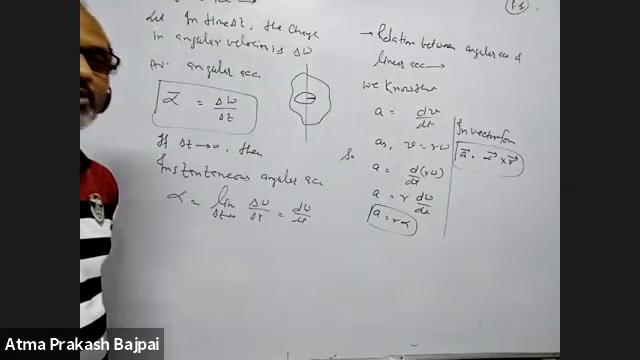 P-5
Let In time Δt, the change
in angular velocity is Δω
Av. angular acc.
α = Δω / Δt
If Δt→0, then
Instantaneous angular acc
α = lim Δt→0 Δω / Δt = dω / dt
→ Relation between angular acc &
linear acc →
We know that
a = dv / dt
as, v = rω
So
a = d(rω) / dt
a = r dω / dt
a = rα
In vector form
a⃗ = α⃗ × r⃗
Atma Prakash Bajpai